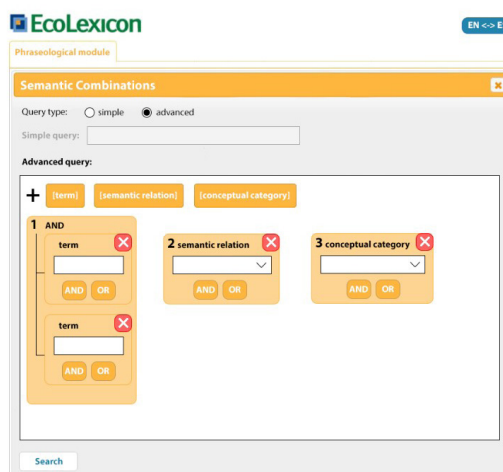 EcoLexicon
EN <-> E
Phraseological module
Semantic Combinations
Query type: simple advanced
Simple query:
Advanced query:
+ [term] [semantic relation] [conceptual category]
1 AND
term
AND OR
term
AND OR
2 semantic relation
AND OR
3 conceptual category
AND OR
Search